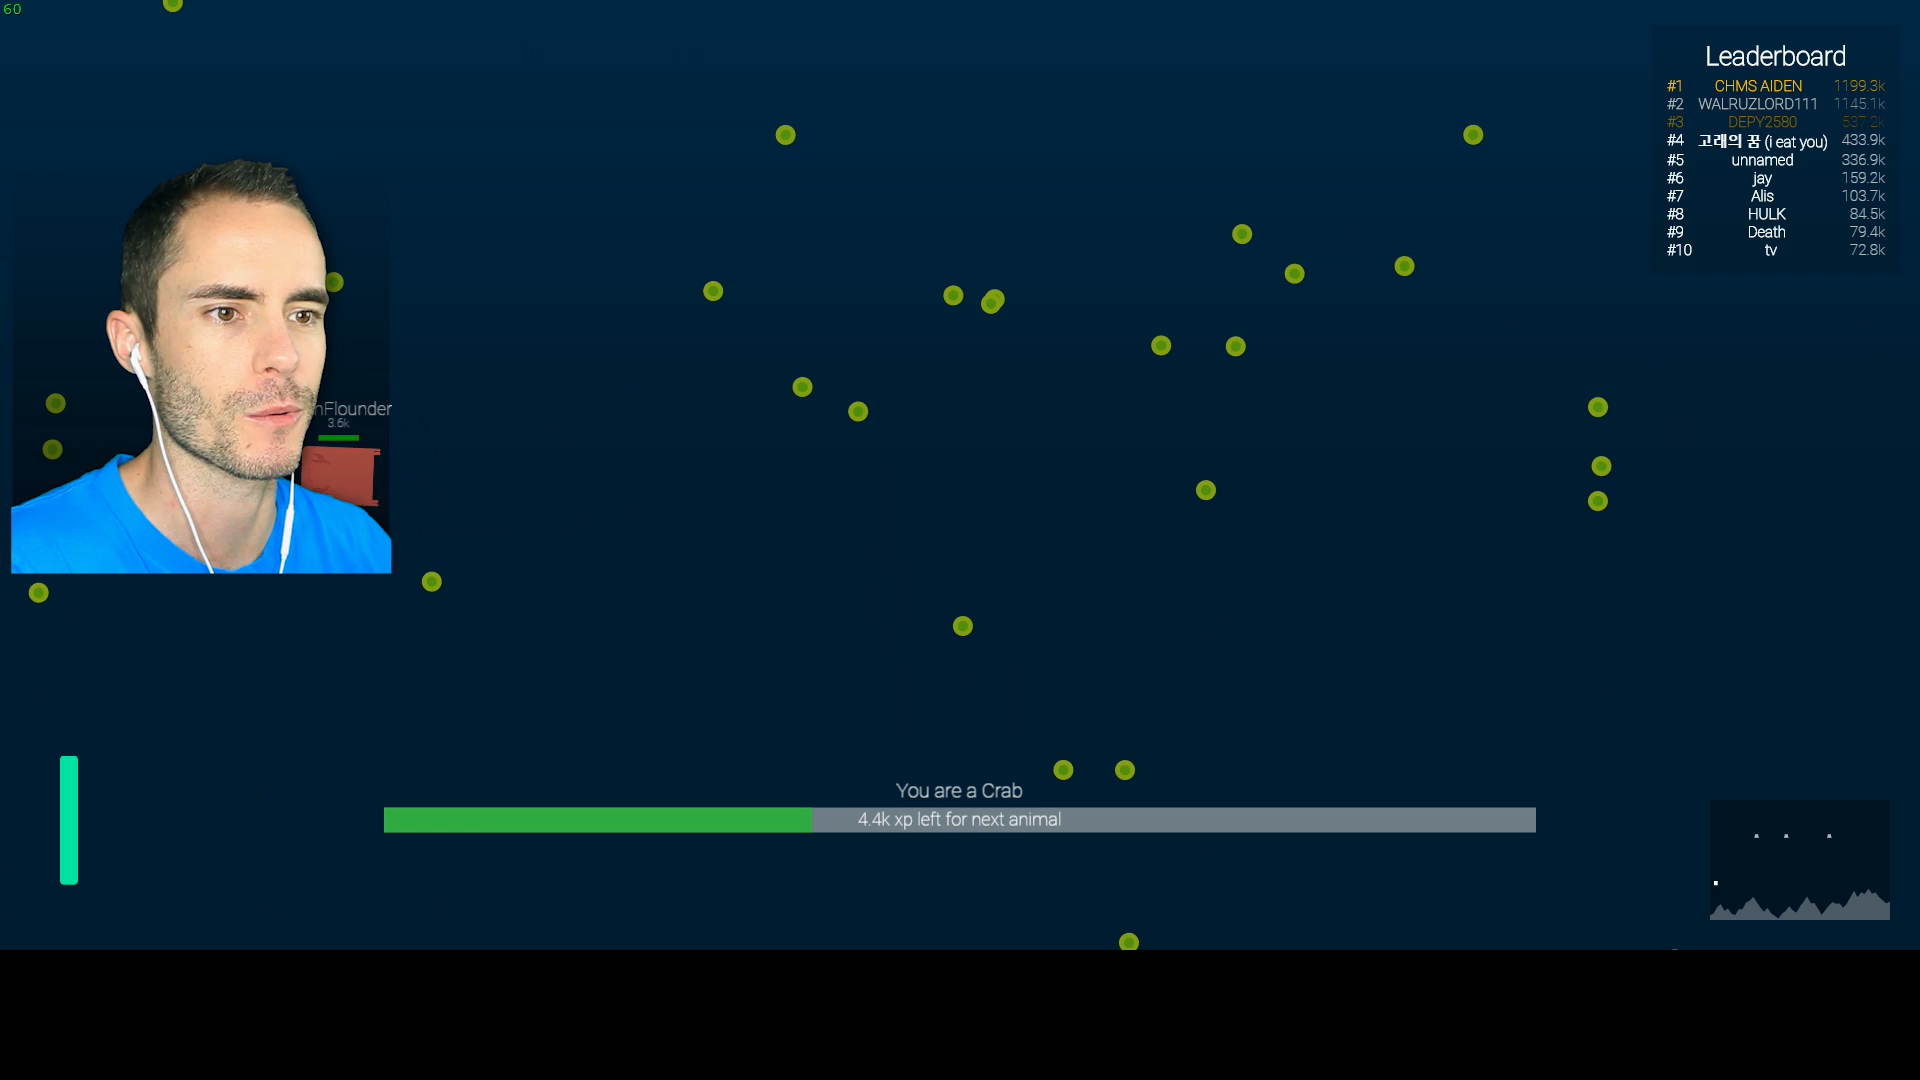 60
Leaderboard
#1 CHMS AIDEN 1199.3k
#2 WALRUZLORD111 1145.1k
#3 DEPY2580 537.2k
#4 고래의 꿈 (i eat you) 433.9k
#5 unnamed 336.9k
#6 jay 159.2k
#7 Alis 103.7k
#8 HULK 84.5k
#9 Death 79.4k
#10 tv 72.8k
nFlounder
3.6k
You are a Crab
4.4k xp left for next animal